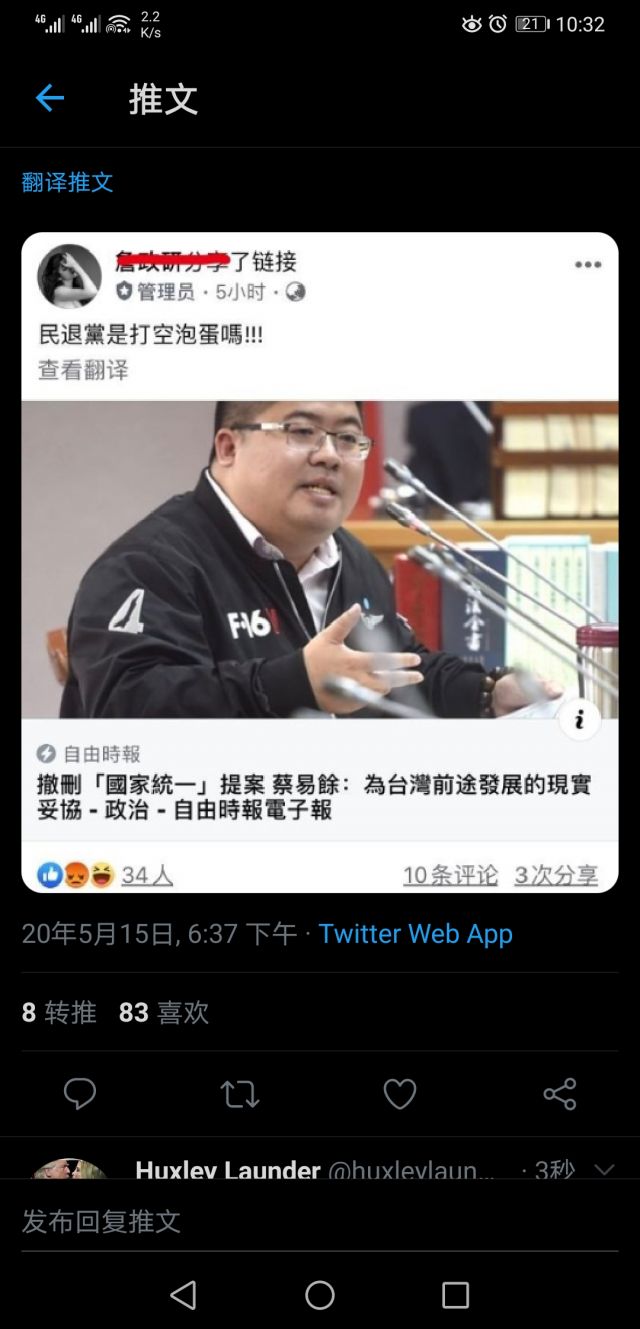 4G 4G 2.2 K/s 21 10:32
推文
翻译推文
了链接
管理员 · 5小时 ·
民退黨是打空泡蛋嗎!!!
查看翻译
4
F-16V
法全書
i
自由時報
撤刪「國家統一」提案 蔡易餘：為台灣前途發展的現實
妥協 - 政治 - 自由時報電子報
34人 10条评论 3次分享
20年5月15日, 6:37 下午 · Twitter Web App
8 转推 83 喜欢
Huxley Launder @huxleylaun... · 3秒
发布回复推文